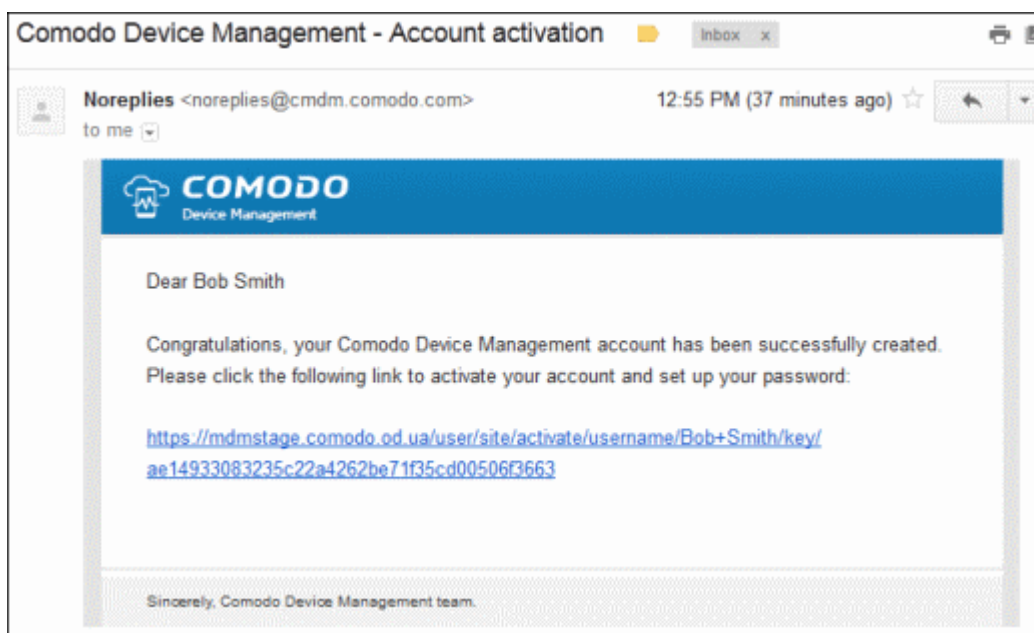 Comodo Device Management - Account activation
Inbox x
Noreplies <noreplies@cmdm.comodo.com>
12:55 PM (37 minutes ago)
to me
COMODO
Device Management
Dear Bob Smith
Congratulations, your Comodo Device Management account has been successfully created.
Please click the following link to activate your account and set up your password:
https://mdmstage.comodo.od.ua/user/site/activate/username/Bob+Smith/key/
ae14933083235c22a4262be71f35cd00506f3663
Sincerely, Comodo Device Management team.